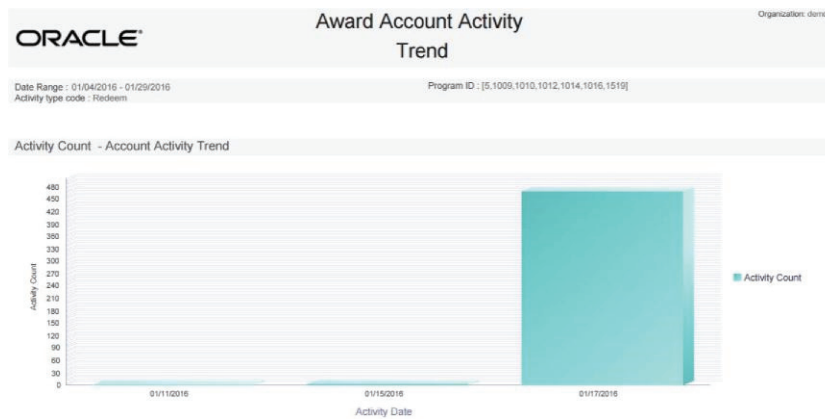 Organization: demo
ORACLE®
Award Account Activity
Trend
Date Range : 01/04/2016 - 01/29/2016
Program ID : [5,1009,1010,1012,1014,1016,1519]
Activity type code : Redeem
Activity Count - Account Activity Trend
480
450
420
390
360
330
300
270
240
210
180
150
120
90
60
30
0
Activity Count
01/11/2016
01/15/2016
01/17/2016
Activity Date
Activity Count